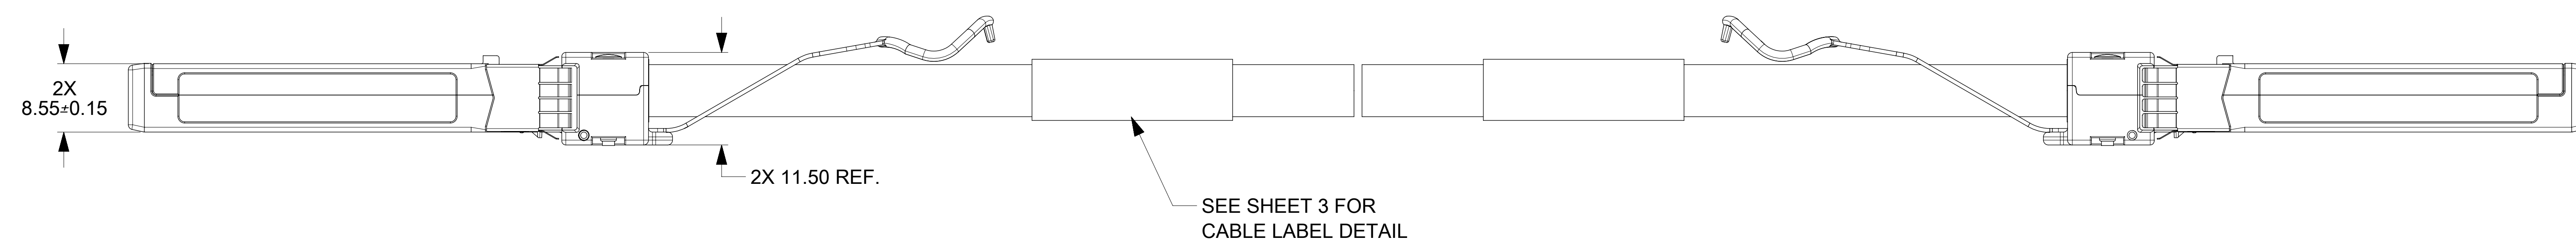 2X
8.55±0.15
2X 11.50 REF.
SEE SHEET 3 FOR
CABLE LABEL DETAIL